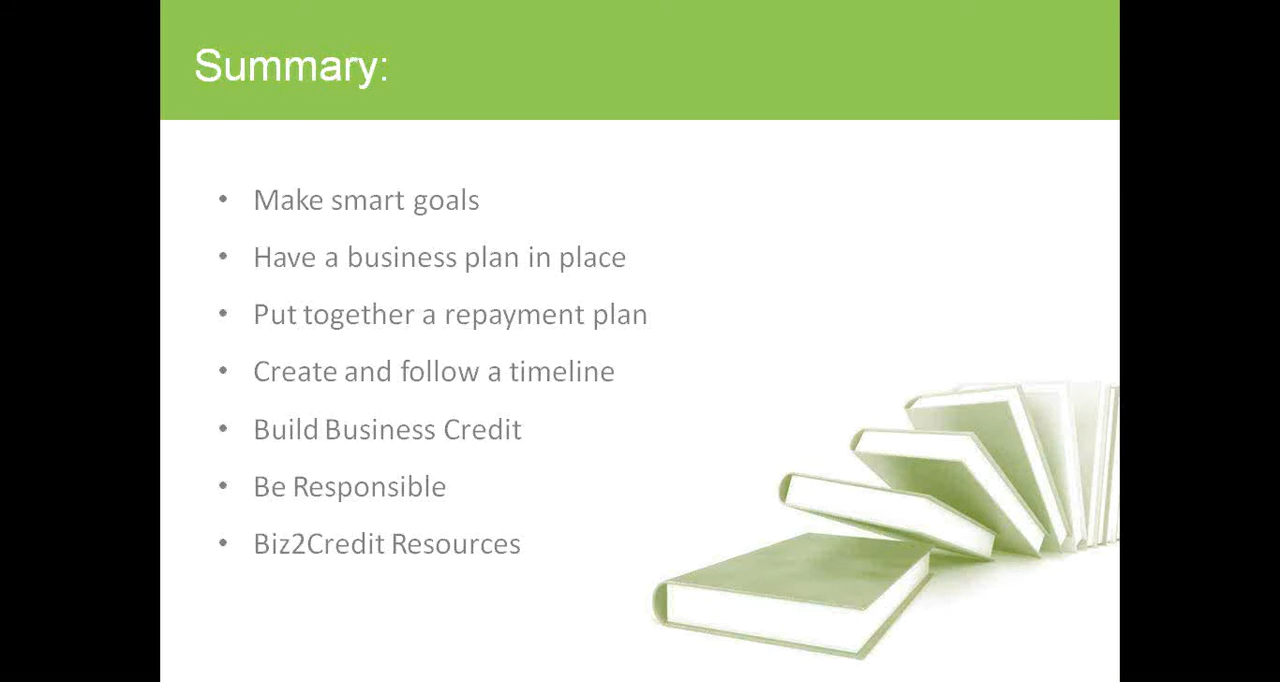 Summary:
• Make smart goals
• Have a business plan in place
• Put together a repayment plan
• Create and follow a timeline
• Build Business Credit
• Be Responsible
• Biz2Credit Resources